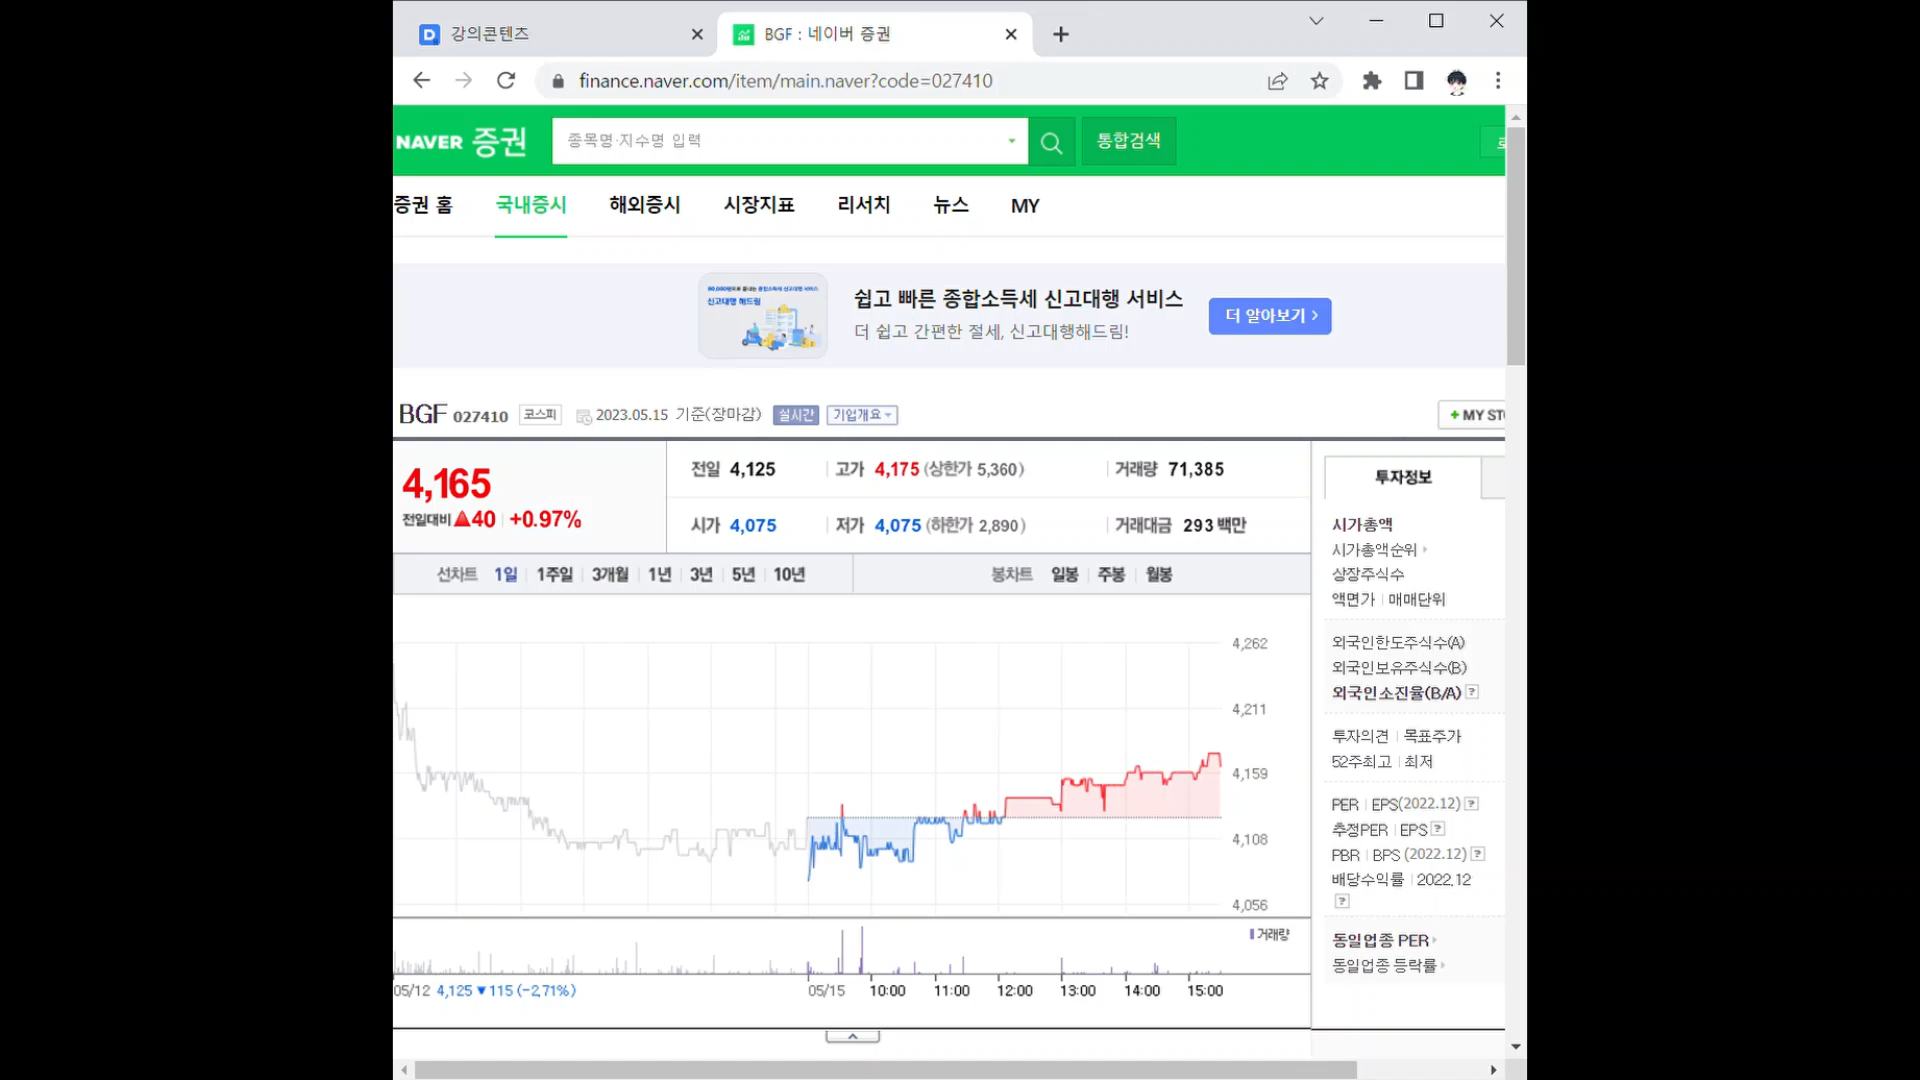 강의콘텐츠
BGF : 네이버 증권
finance.naver.com/item/main.naver?code=027410
NAVER 증권
종목명·지수명 입력
통합검색
증권 홈 국내증시 해외증시 시장지표 리서치 뉴스 MY
신고대행 해드림
쉽고 빠른 종합소득세 신고대행 서비스
더 쉽고 간편한 절세, 신고대행해드림!
더 알아보기
BGF 027410 코스피 2023.05.15 기준(장마감) 실시간 기업개요
+ MY ST
4,165
전일대비 ▲40 +0.97%
전일 4,125 고가 4,175 (상한가 5,360) 거래량 71,385
시가 4,075 저가 4,075 (하한가 2,890) 거래대금 293 백만
선차트 1일 1주일 3개월 1년 3년 5년 10년
봉차트 일봉 주봉 월봉
4,262
4,211
4,159
4,108
4,056
거래량
05/12 4,125 ▼115 (-2.71%)
05/15 10:00 11:00 12:00 13:00 14:00 15:00
투자정보
시가총액
시가총액순위
상장주식수
액면가 매매단위
외국인한도주식수(A)
외국인보유주식수(B)
외국인소진율(B/A) ?
투자의견 목표주가
52주최고 최저
PER EPS(2022.12) ?
추정PER EPS ?
PBR BPS (2022.12) ?
배당수익률 2022.12
?
동일업종 PER
동일업종 등락률